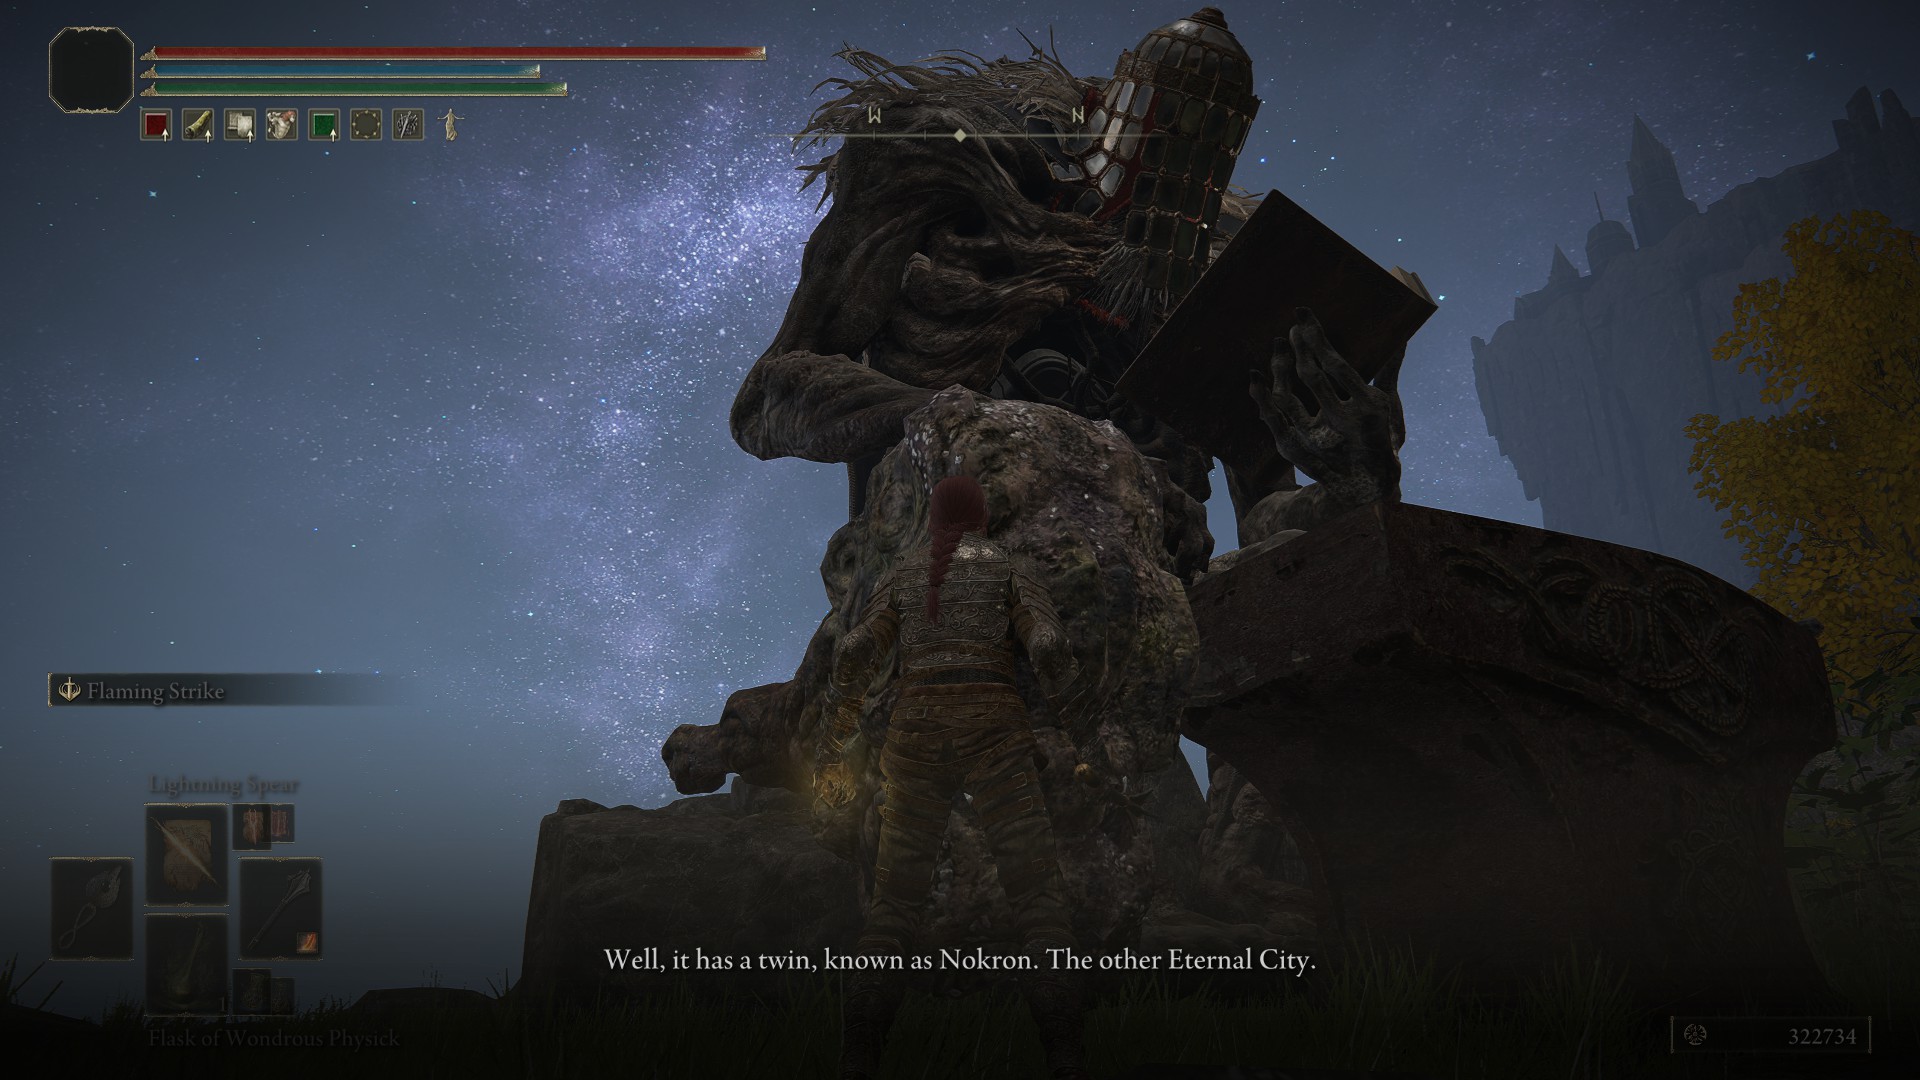 W N
Flaming Strike
Lightning Spear
1
Flask of Wondrous Physick
Well, it has a twin, known as Nokron. The other Eternal City.
322734